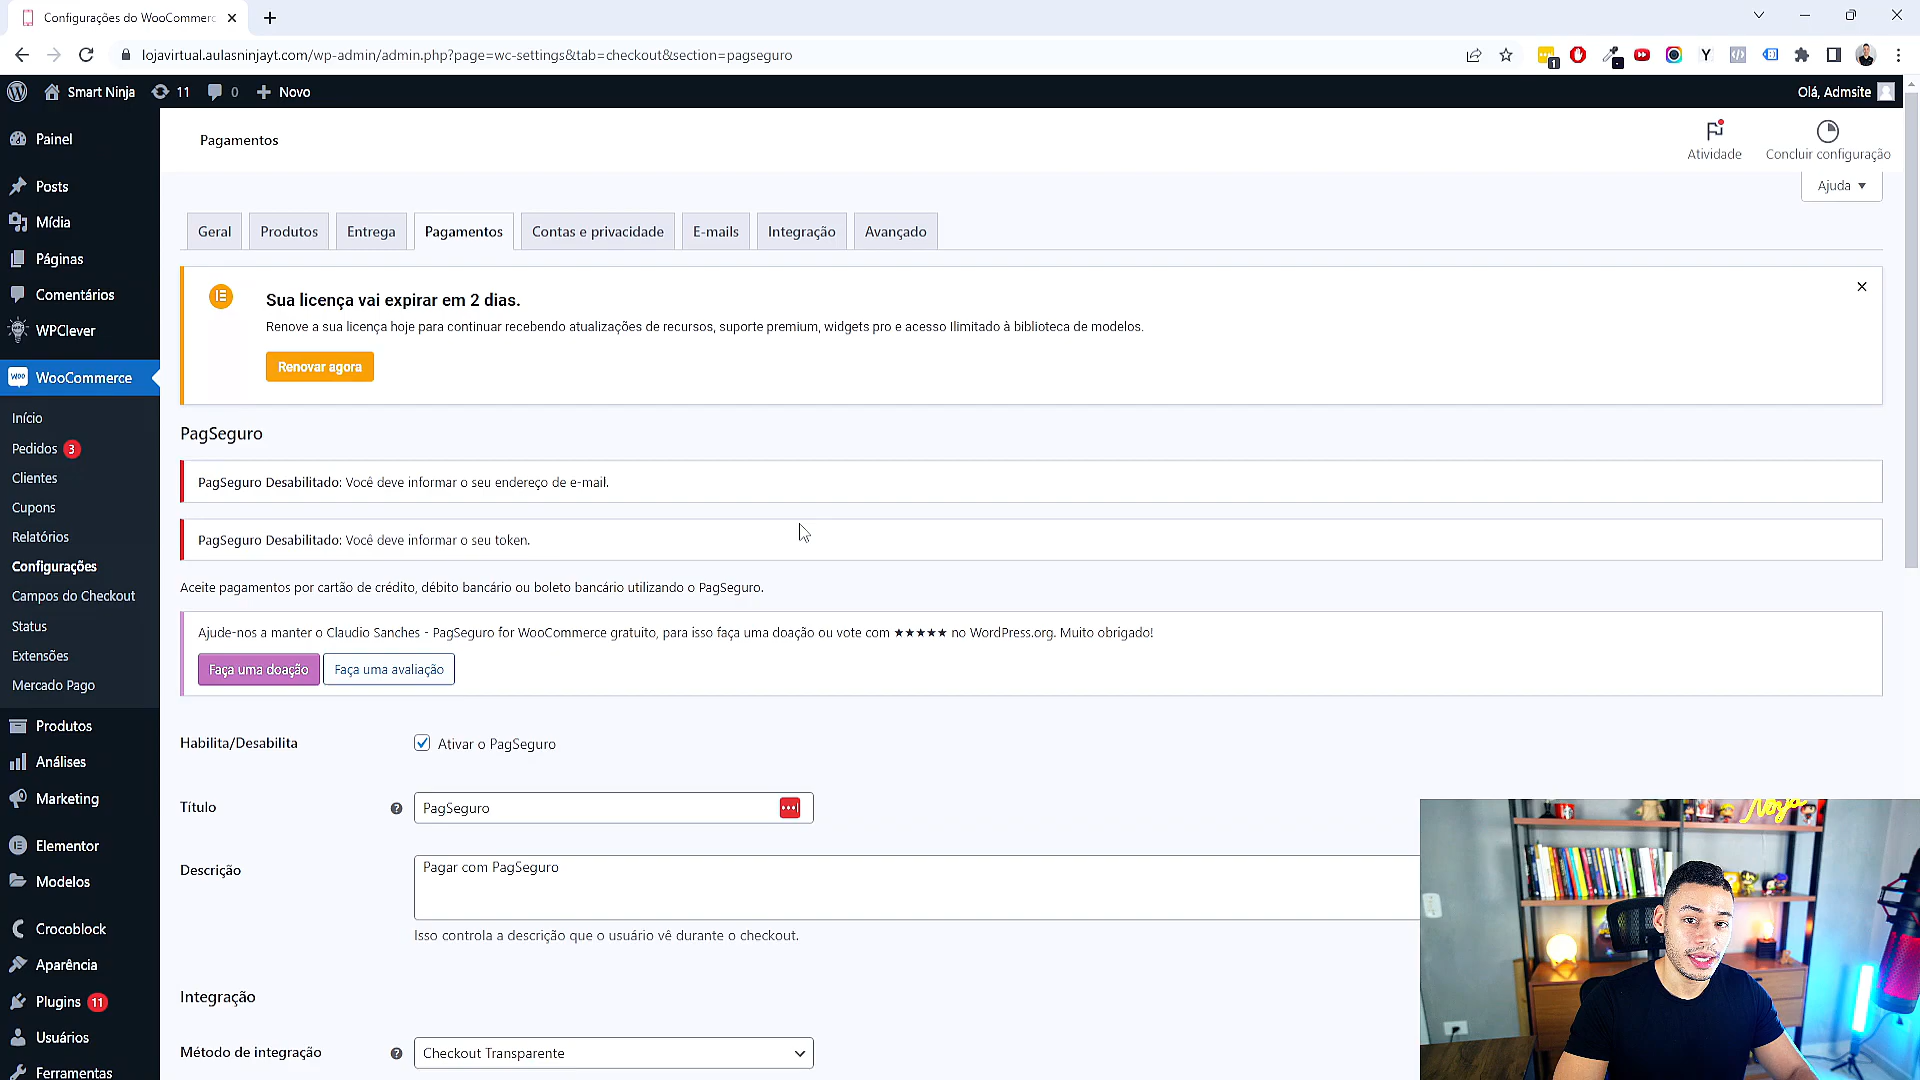 Configurações do WooCommerc
lojavirtual.aulasninjayt.com/wp-admin/admin.php?page=wc-settings&tab=checkout&section=pagseguro
1
Y
Smart Ninja
11
0
Novo
Olá, Admsite
Painel
Posts
Mídia
Páginas
Comentários
WPClever
WooCommerce
Início
Pedidos 3
Clientes
Cupons
Relatórios
Configurações
Campos do Checkout
Status
Extensões
Mercado Pago
Produtos
Análises
Marketing
Elementor
Modelos
Crocoblock
Aparência
Plugins 11
Usuários
Ferramentas
Pagamentos
Atividade
Concluir configuração
Ajuda ▼
Geral
Produtos
Entrega
Pagamentos
Contas e privacidade
E-mails
Integração
Avançado
Sua licença vai expirar em 2 dias.
Renove a sua licença hoje para continuar recebendo atualizações de recursos, suporte premium, widgets pro e acesso Ilimitado à biblioteca de modelos.
Renovar agora
PagSeguro
PagSeguro Desabilitado: Você deve informar o seu endereço de e-mail.
PagSeguro Desabilitado: Você deve informar o seu token.
Aceite pagamentos por cartão de crédito, débito bancário ou boleto bancário utilizando o PagSeguro.
Ajude-nos a manter o Claudio Sanches - PagSeguro for WooCommerce gratuito, para isso faça uma doação ou vote com ★★★★★ no WordPress.org. Muito obrigado!
Faça uma doação
Faça uma avaliação
Habilita/Desabilita
Ativar o PagSeguro
Título
PagSeguro
Descrição
Pagar com PagSeguro
Isso controla a descrição que o usuário vê durante o checkout.
Integração
Método de integração
Checkout Transparente